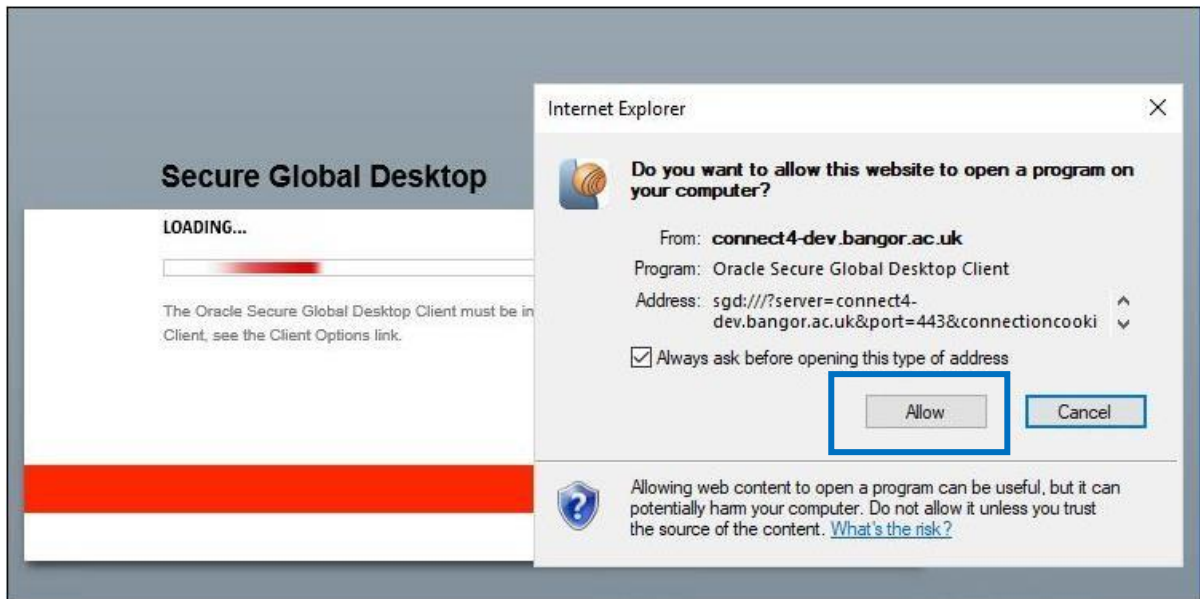 Secure Global Desktop
LOADING...
The Oracle Secure Global Desktop Client must be in
Client, see the Client Options link.
Internet Explorer
Do you want to allow this website to open a program on
your computer?
From: connect4-dev.bangor.ac.uk
Program: Oracle Secure Global Desktop Client
Address: sgd:///?server=connect4-
dev.bangor.ac.uk&port=443&connectioncooki
Always ask before opening this type of address
Allow Cancel
Allowing web content to open a program can be useful, but it can
potentially harm your computer. Do not allow it unless you trust
the source of the content. What's the risk?